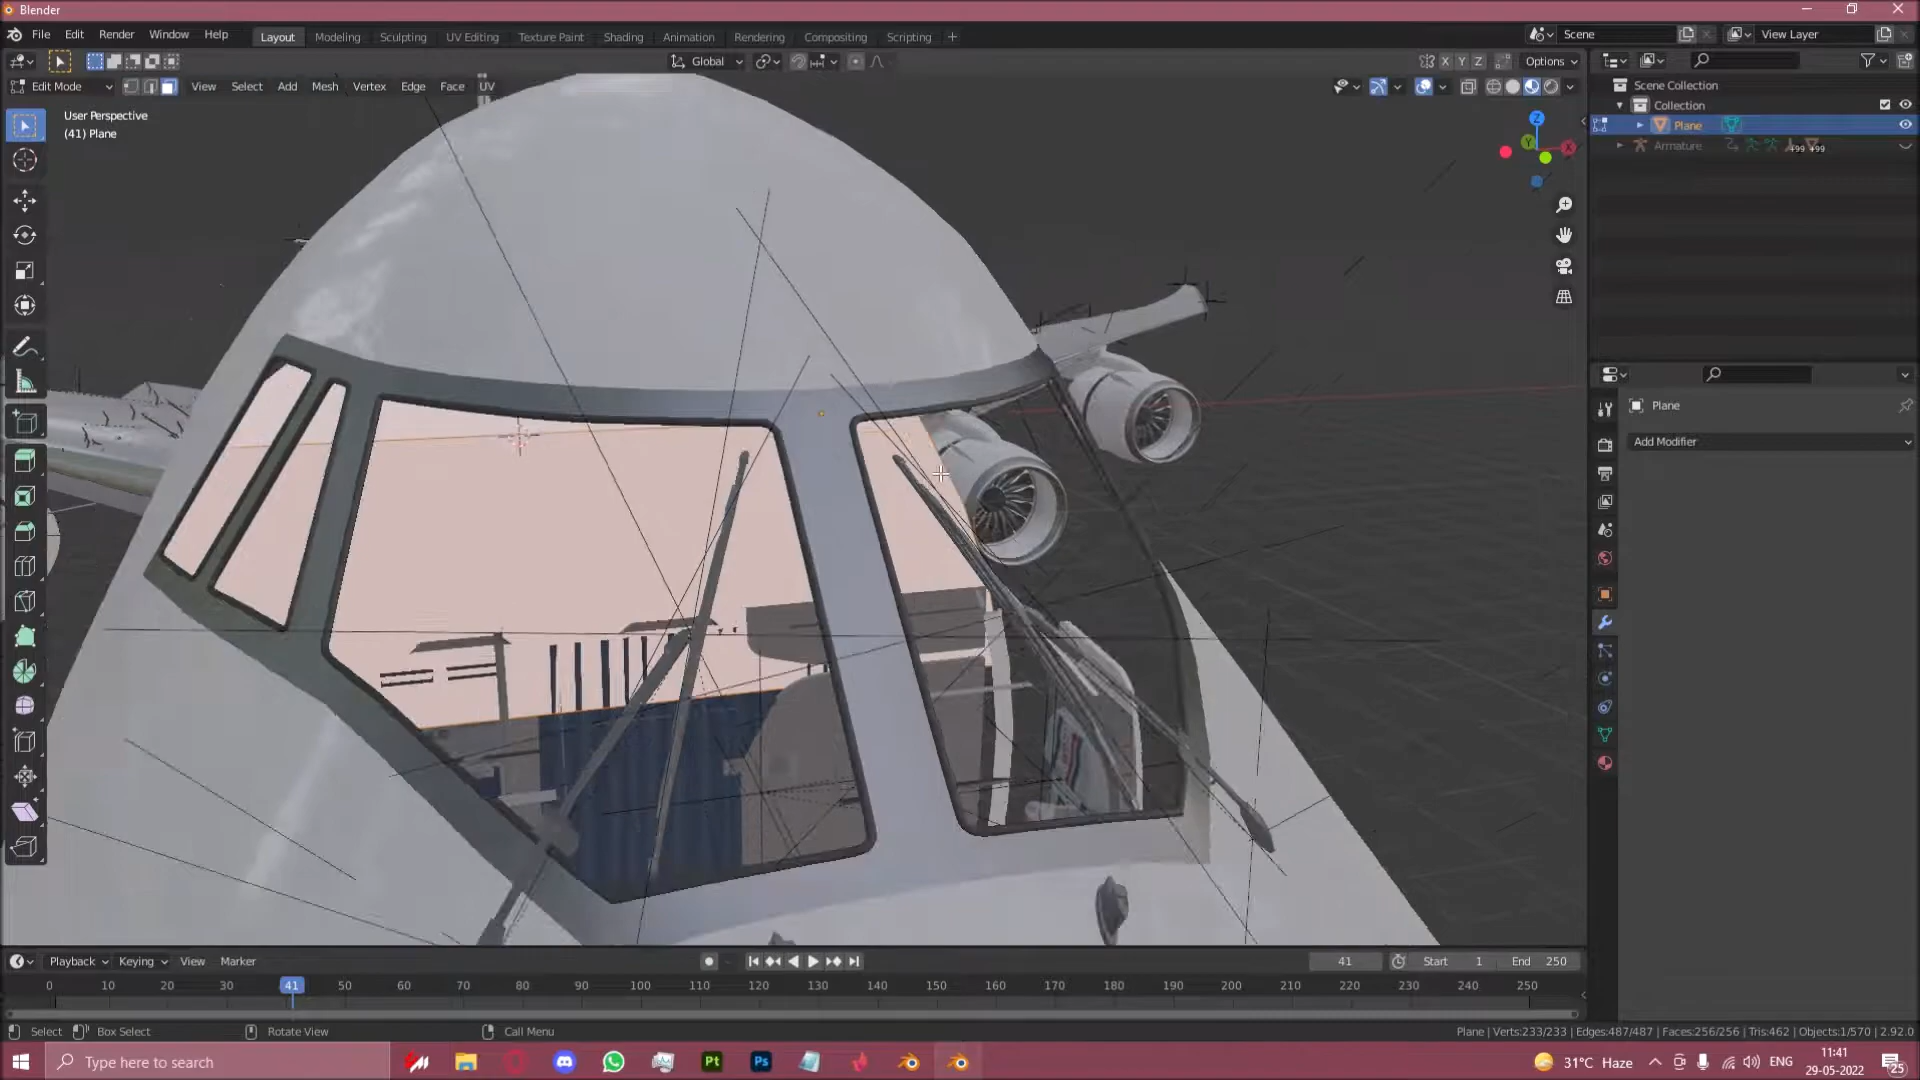 Blender
File Edit Render Window Help
Layout Modeling Sculpting UV Editing Texture Paint Shading Animation Rendering Compositing Scripting +
Scene
View Layer
Global
X Y Z
Options
Edit Mode
View Select Add Mesh Vertex Edge Face UV
User Perspective
(41) Plane
Z
X
Y
Scene Collection
Collection
Plane
Armature
499 499
Plane
Add Modifier
Playback Keying View Marker
41
Start 1 End 250
0 10 20 30 41 50 60 70 80 90 100 110 120 130 140 150 160 170 180 190 200 210 220 230 240 250
Select Box Select Rotate View Call Menu
Plane | Verts:233/233 | Edges:487/487 | Faces:256/256 | Tris:462 | Objects:1/570 | 2.92.0
Type here to search
Pt
Ps
31°C Haze
ENG
11:41
29-05-2022
25